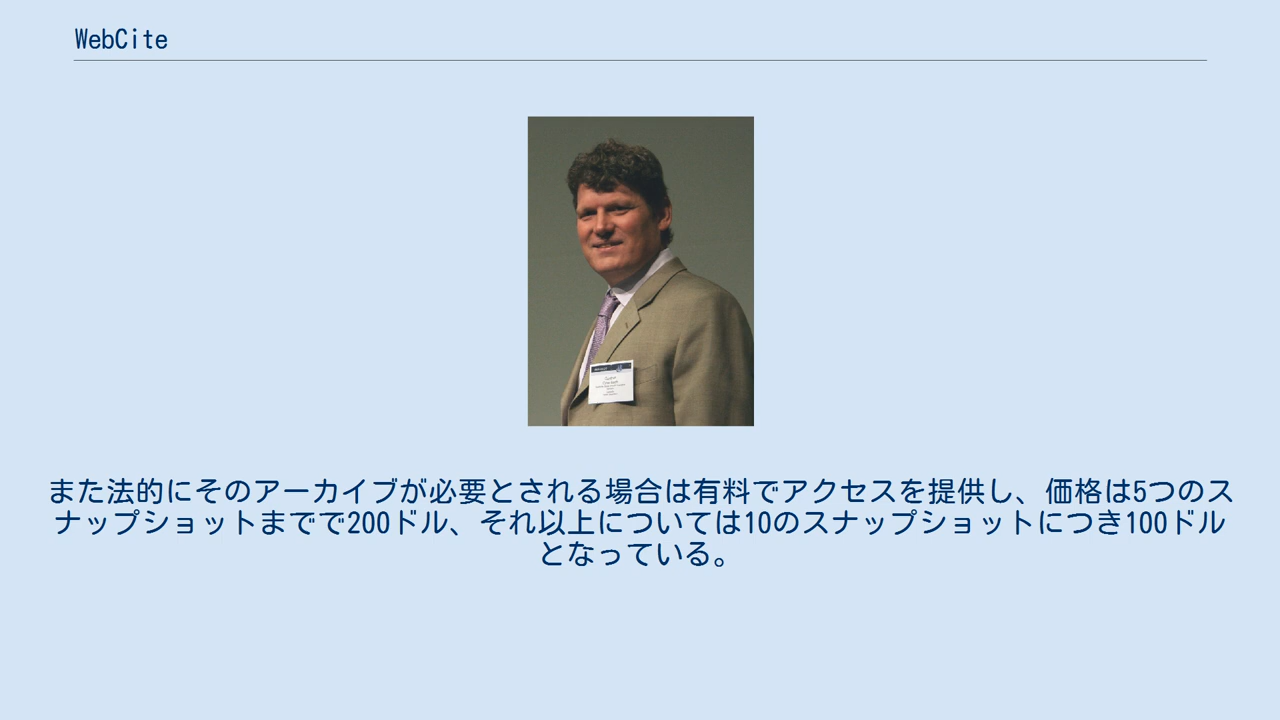 WebCite
また法的にそのアーカイブが必要とされる場合は有料でアクセスを提供し、価格は5つのス
ナップショットまでで200ドル、それ以上については10のスナップショットにつき100ドル
となっている。